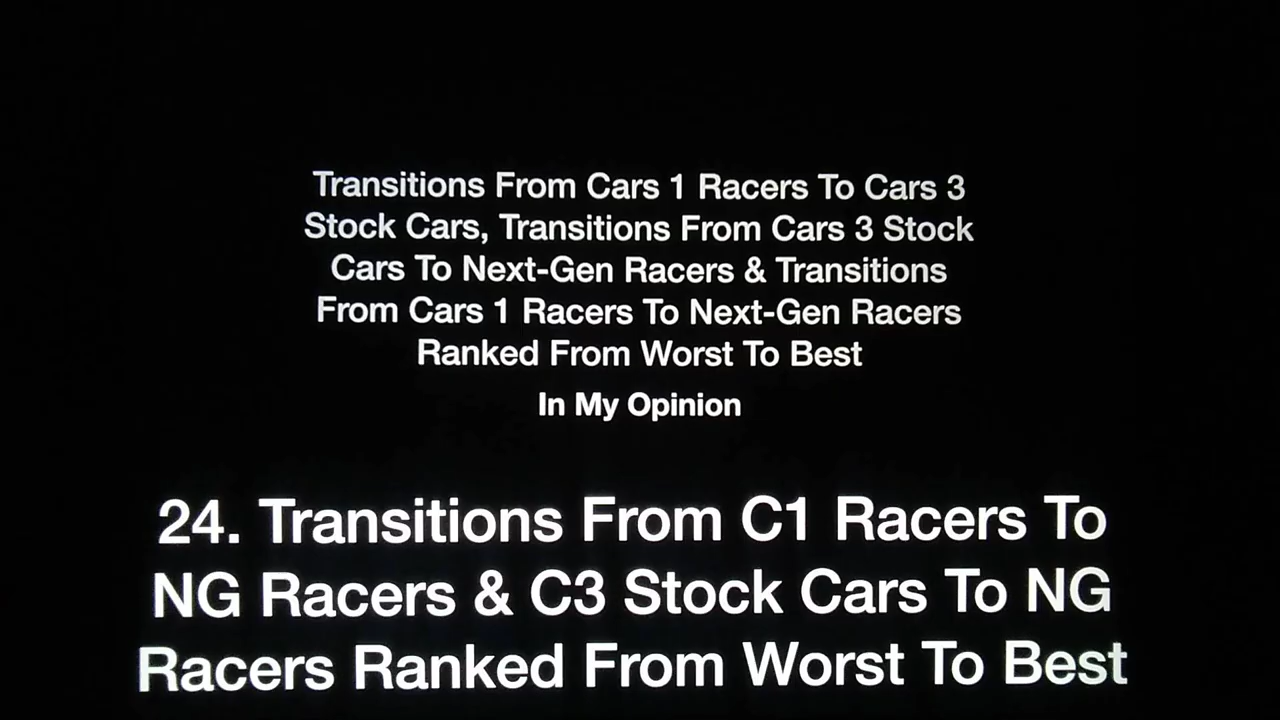 Transitions From Cars 1 Racers To Cars 3
Stock Cars, Transitions From Cars 3 Stock
Cars To Next-Gen Racers & Transitions
From Cars 1 Racers To Next-Gen Racers
Ranked From Worst To Best
In My Opinion
24. Transitions From C1 Racers To
NG Racers & C3 Stock Cars To NG
Racers Ranked From Worst To Best